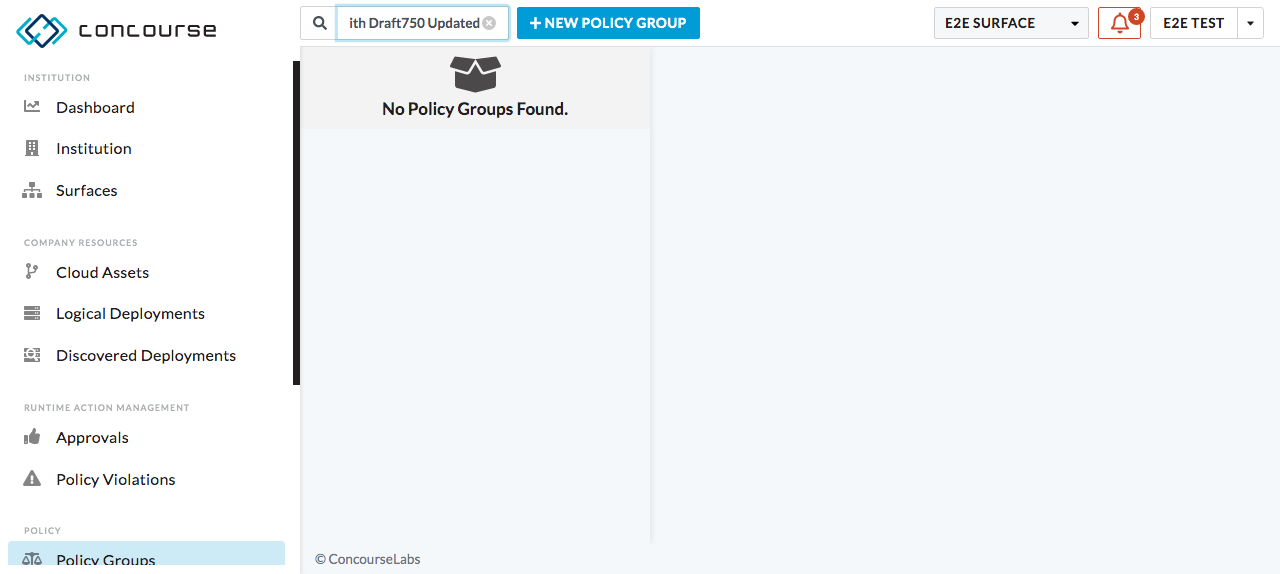 concourse
ith Draft750 Updated
+ NEW POLICY GROUP
E2E SURFACE
3
E2E TEST
INSTITUTION
Dashboard
Institution
Surfaces
COMPANY RESOURCES
Cloud Assets
Logical Deployments
Discovered Deployments
RUNTIME ACTION MANAGEMENT
Approvals
Policy Violations
POLICY
Policy Groups
No Policy Groups Found.
© ConcourseLabs